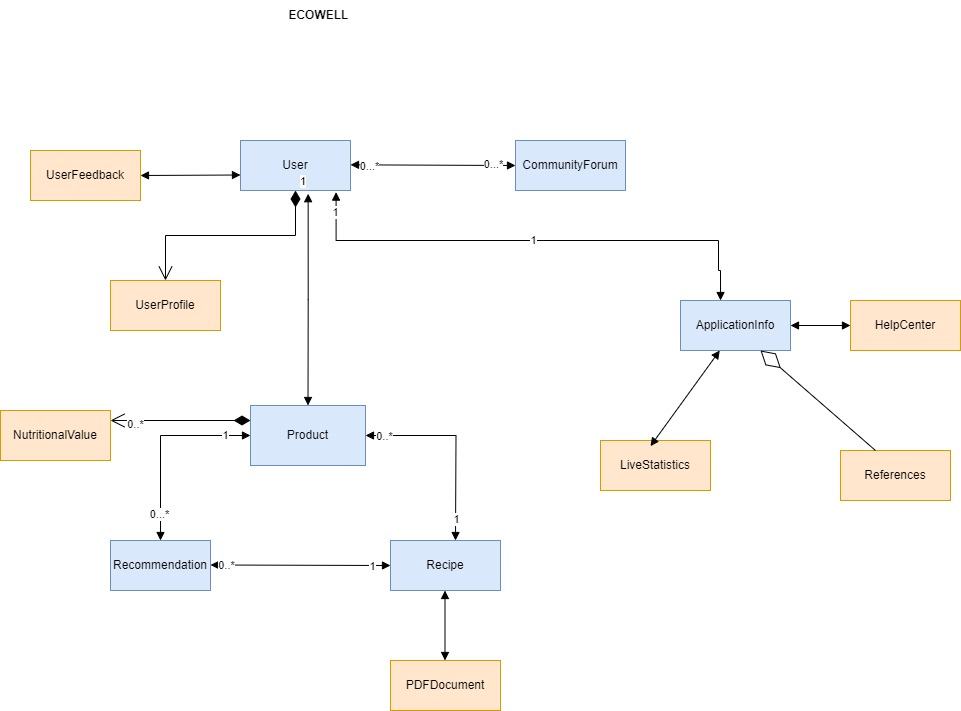 ECOWELL
User
1
UserFeedback
0...*
0...*
CommunityForum
1
1
UserProfile
ApplicationInfo
HelpCenter
NutritionalValue
0..*
Product
1
0..*
LiveStatistics
References
0...*
1
Recommendation
0..*
1
Recipe
PDFDocument